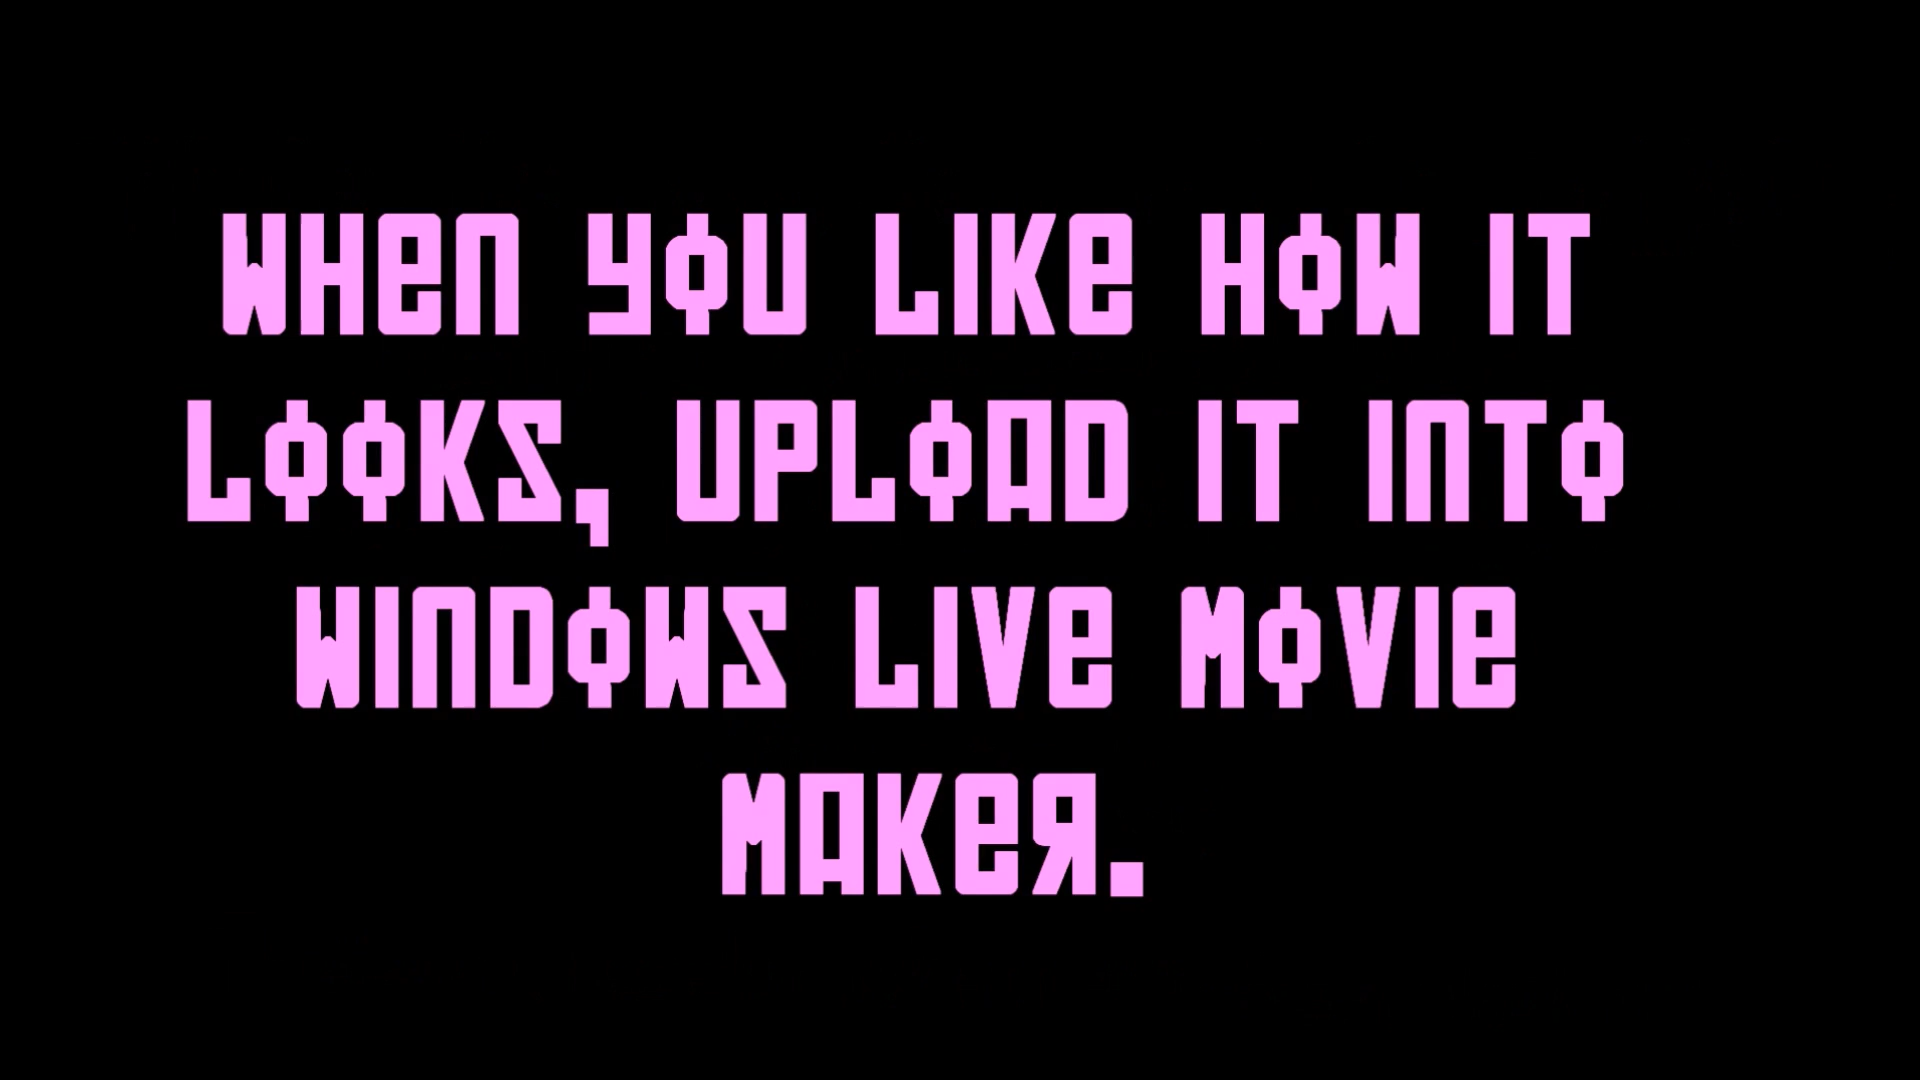 WHEN YOU LIKE HOW IT
LOOKS, UPLOAD IT INTO
WINDOWS LIVE MOVIE
MAKER.